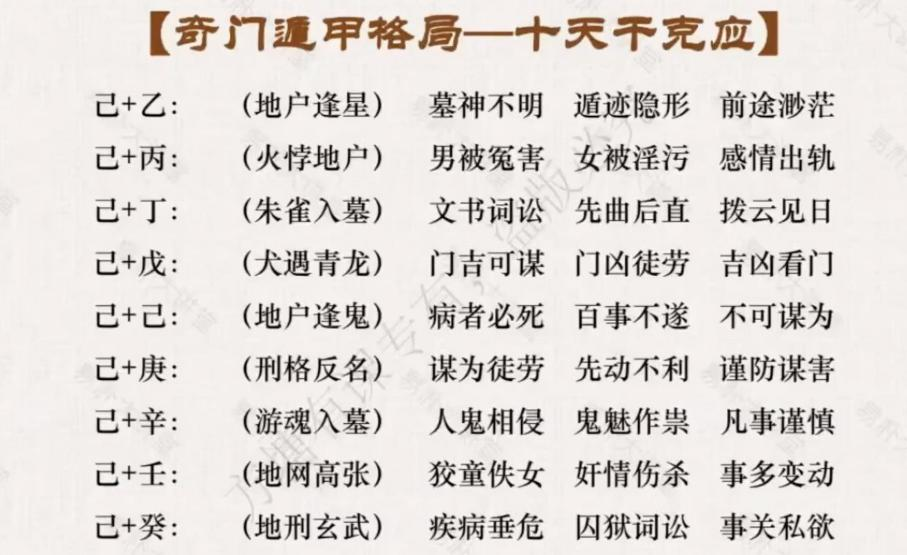 【奇门遁甲格局—十天干克应】
己+乙： （地户逢星） 墓神不明 遁迹隐形 前途渺茫
己+丙： （火悖地户） 男被冤害 女被淫污 感情出轨
己+丁： （朱雀入墓） 文书词讼 先曲后直 拨云见日
己+戊： （犬遇青龙） 门吉可谋 门凶徒劳 吉凶看门
己+己： （地户逢鬼） 病者必死 百事不遂 不可谋为
己+庚： （刑格反名） 谋为徒劳 先动不利 谨防谋害
己+辛： （游魂入墓） 人鬼相侵 鬼魅作祟 凡事谨慎
己+壬： （地网高张） 狡童佚女 奸情伤杀 事多变动
己+癸： （地刑玄武） 疾病垂危 囚狱词讼 事关私欲